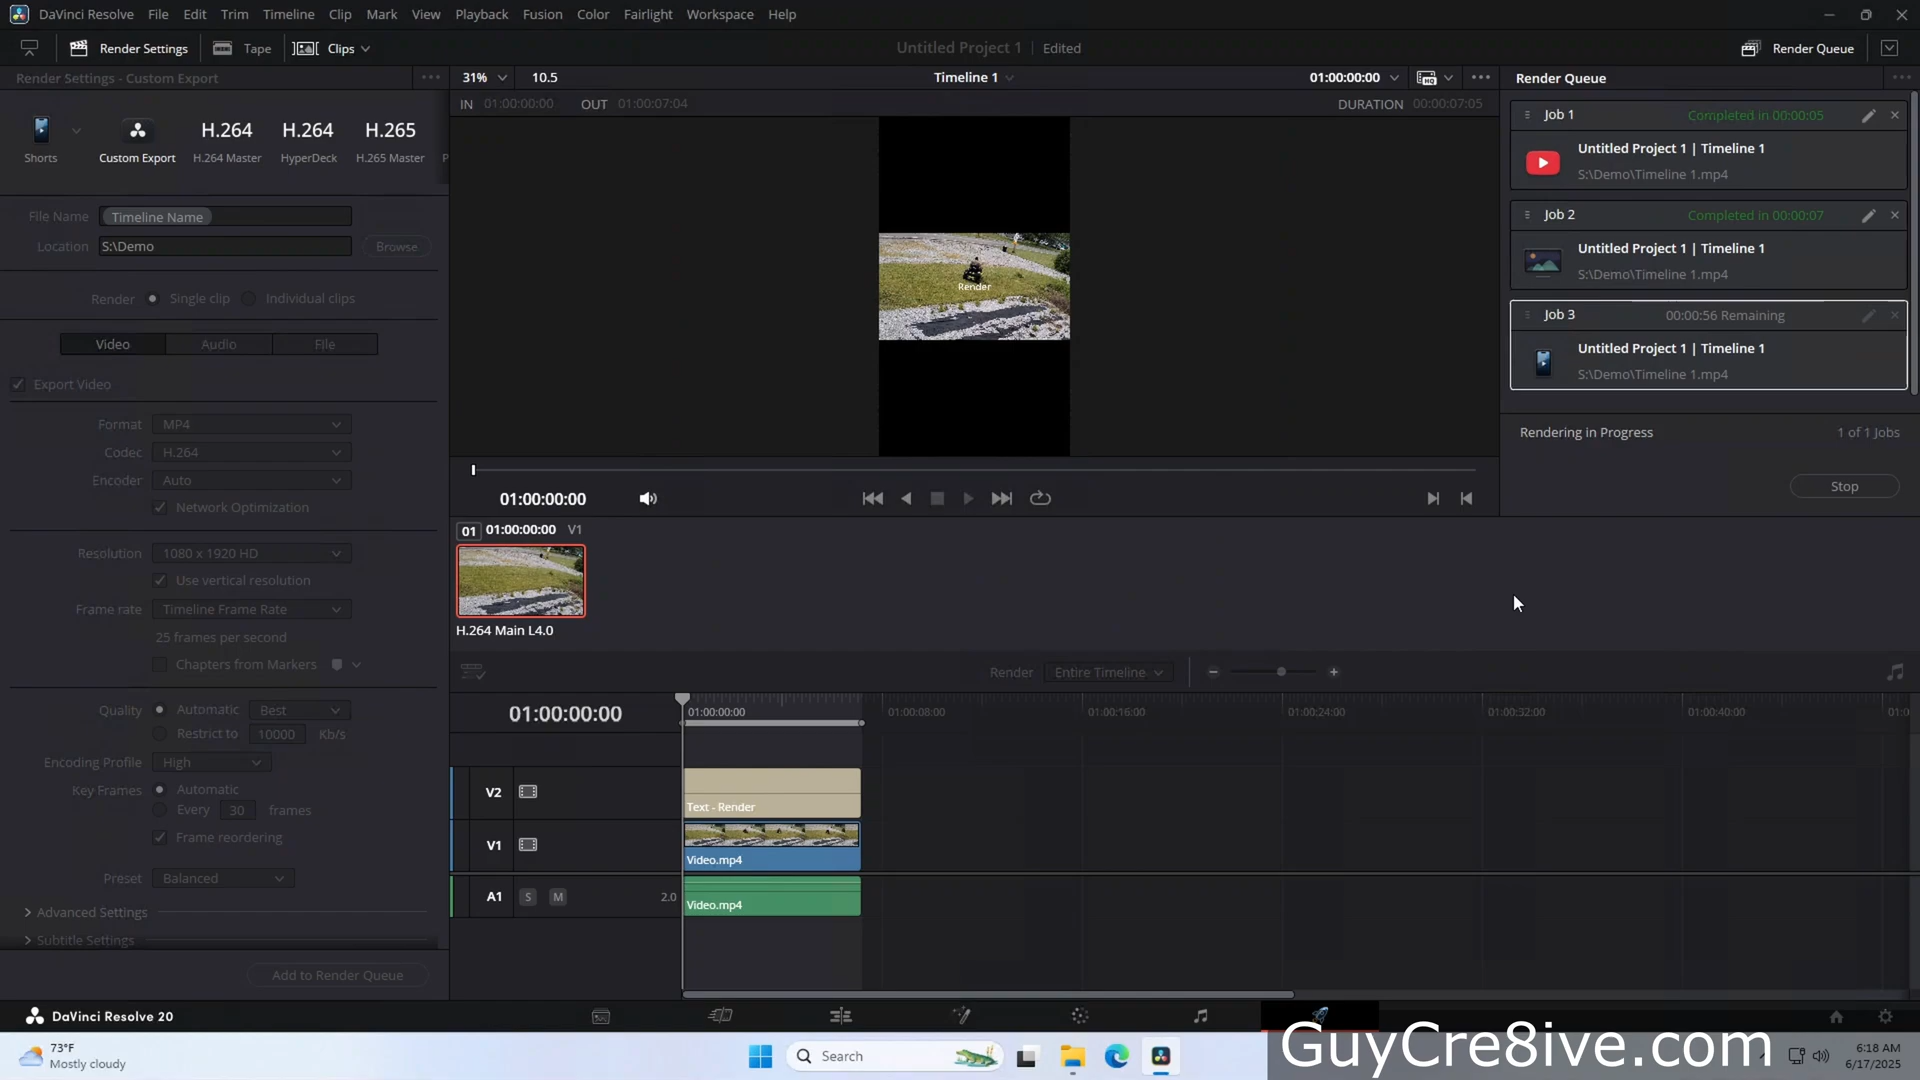 DaVinci Resolve File Edit Trim Timeline Clip Mark View Playback Fusion Color Fairlight Workspace Help
Render Settings Tape Clips Untitled Project 1 Edited Render Queue
Render Settings - Custom Export 31% 10.5 Timeline 1 01:00:00:00 HQ Render Queue
IN 01:00:00:00 OUT 01:00:07:04 DURATION 00:00:07:05
Shorts
Custom Export
H.264
H.264 Master
H.264
HyperDeck
H.265
H.265 Master
P
File Name Timeline Name
Location S:\Demo Browse
Render Single clip Individual clips
Video Audio File
Export Video
Format MP4
Codec H.264
Encoder Auto
Network Optimization
Resolution 1080 x 1920 HD
Use vertical resolution
Frame rate Timeline Frame Rate
25 frames per second
Chapters from Markers
Quality Automatic Best
Restrict to 10000 Kb/s
Encoding Profile High
Key Frames Automatic
Every 30 frames
Frame reordering
Preset Balanced
Advanced Settings
Subtitle Settings
Add to Render Queue
Render
01:00:00:00
01 01:00:00:00 V1
H.264 Main L4.0
Job 1 Completed in 00:00:05
Untitled Project 1 | Timeline 1
S:\Demo\Timeline 1.mp4
Job 2 Completed in 00:00:07
Untitled Project 1 | Timeline 1
S:\Demo\Timeline 1.mp4
Job 3 00:00:56 Remaining
Untitled Project 1 | Timeline 1
S:\Demo\Timeline 1.mp4
Rendering in Progress 1 of 1 Jobs
Stop
Render Entire Timeline
01:00:00:00 01:00:00:00 01:00:08:00 01:00:16:00 01:00:24:00 01:00:32:00 01:00:40:00 01:0
V2 Text - Render
V1 Video.mp4
A1 S M 2.0 Video.mp4
DaVinci Resolve 20
73°F
Mostly cloudy
Search
GuyCre8ive.com
6:18 AM
6/17/2025